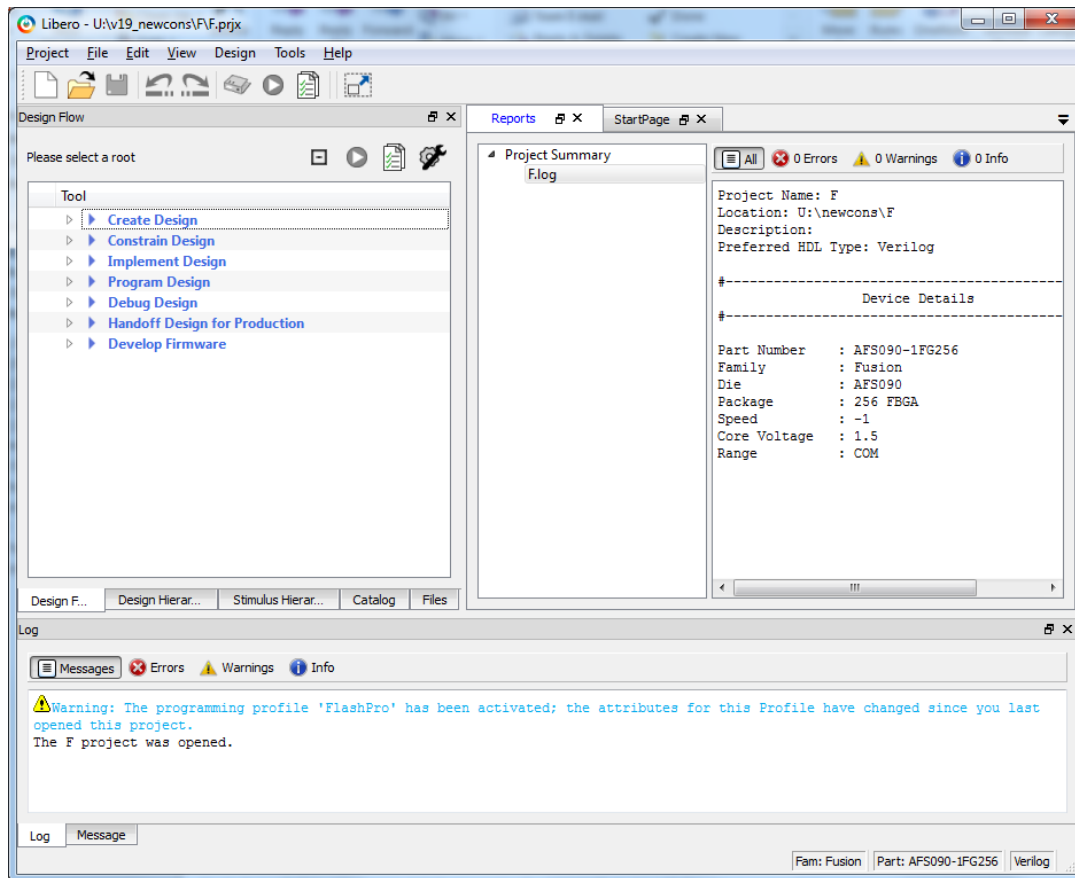 Libero - U:\v19_newcons\F\F.prjx
Project File Edit View Design Tools Help
Design Flow
Please select a root
Tool
Create Design
Constrain Design
Implement Design
Program Design
Debug Design
Handoff Design for Production
Develop Firmware
Design F... Design Hierar... Stimulus Hierar... Catalog Files
Reports StartPage
Project Summary
F.log
All 0 Errors 0 Warnings 0 Info
Project Name: F
Location: U:\newcons\F
Description:
Preferred HDL Type: Verilog
#------------------------------------------
Device Details
#------------------------------------------
Part Number : AFS090-1FG256
Family : Fusion
Die : AFS090
Package : 256 FBGA
Speed : -1
Core Voltage : 1.5
Range : COM
Log
Messages Errors Warnings Info
Warning: The programming profile 'FlashPro' has been activated; the attributes for this Profile have changed since you last
opened this project.
The F project was opened.
Log Message
Fam: Fusion Part: AFS090-1FG256 Verilog